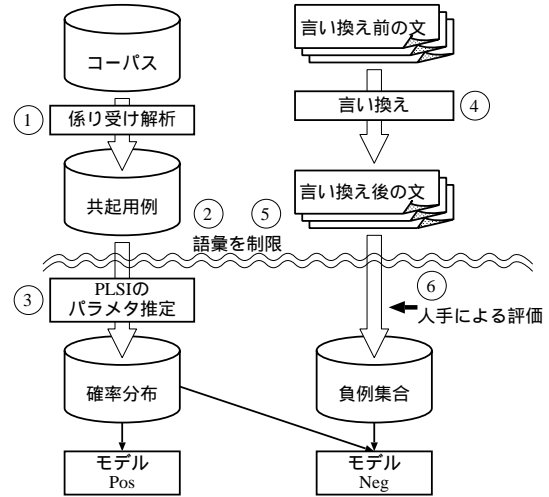 コーパス
言い換え前の文
①
係り受け解析
言い換え
④
共起用例
言い換え後の文
② ⑤
語彙を制限
③
PLSIの
パラメタ推定
⑥
人手による評価
確率分布
負例集合
モデル
Pos
モデル
Neg